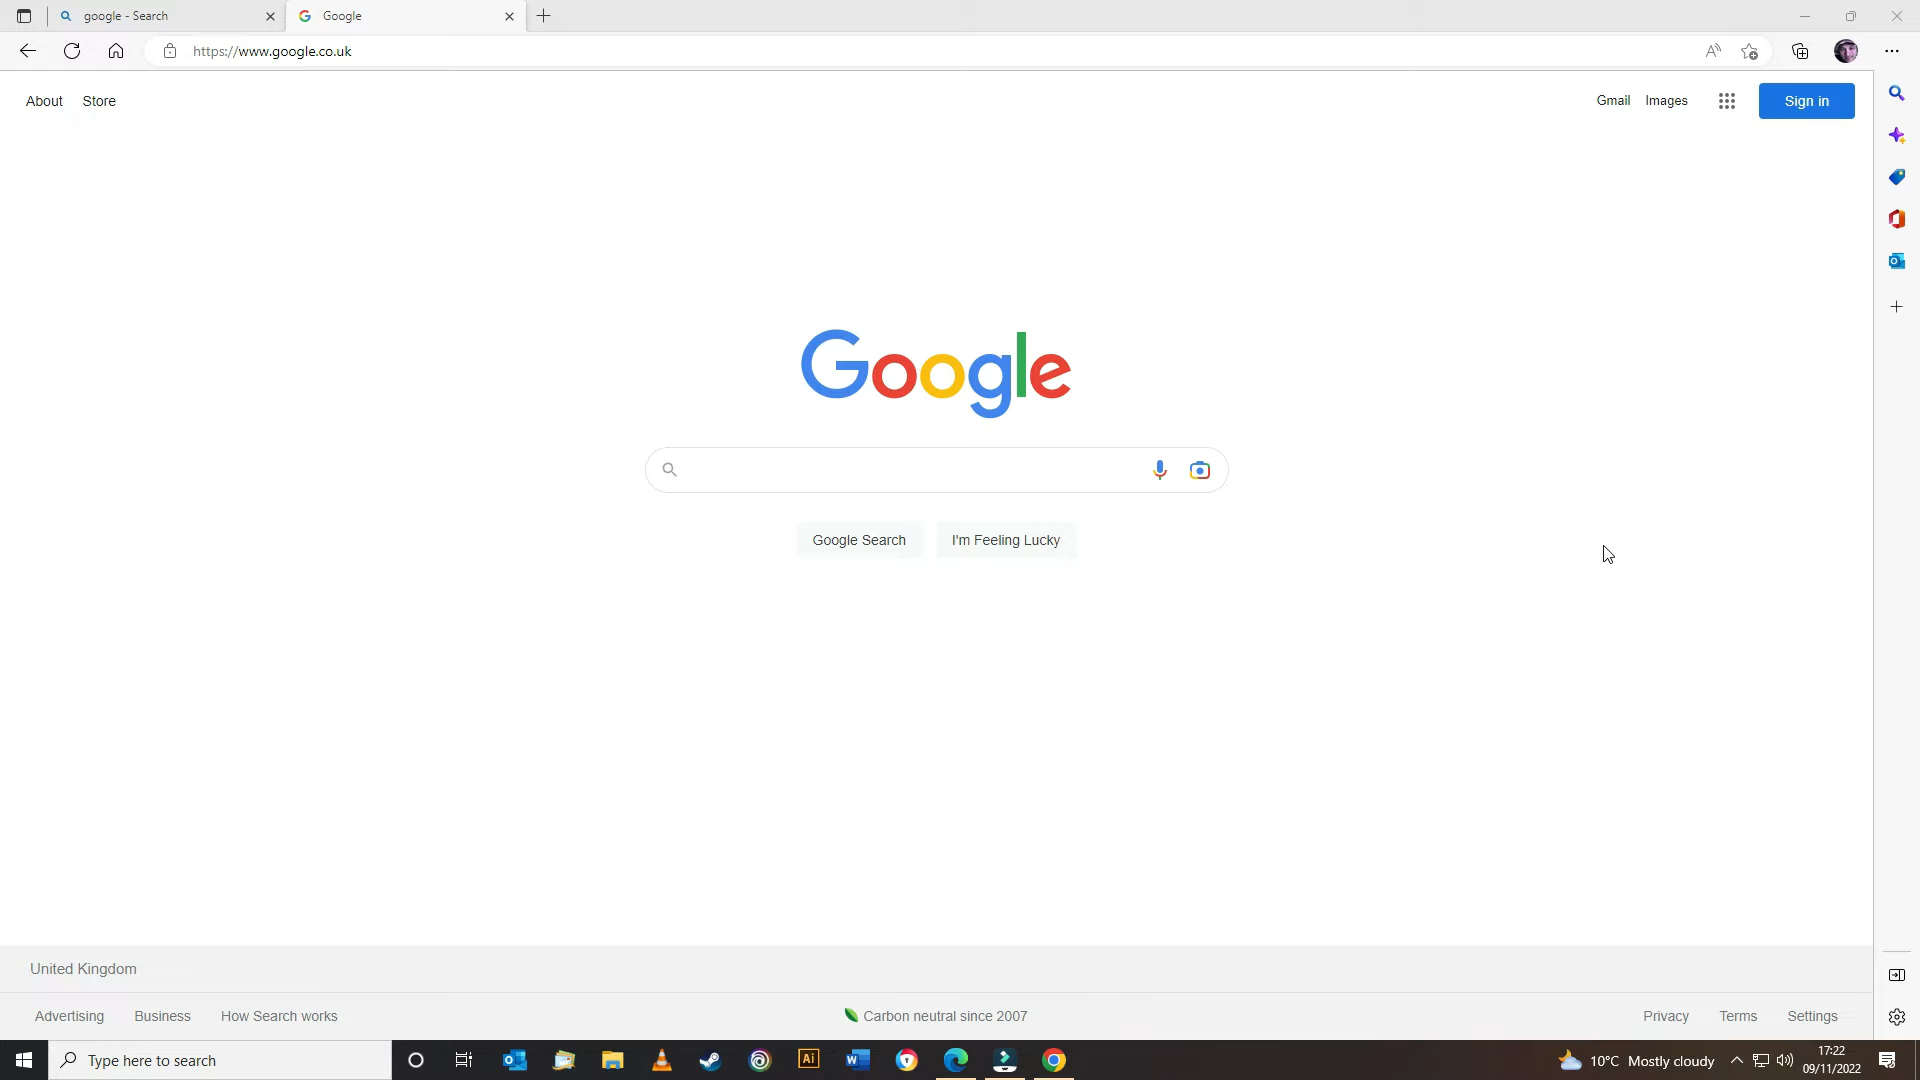 google - Search
Google
https://www.google.co.uk
About Store
Gmail Images Sign in
Google
Google Search I'm Feeling Lucky
United Kingdom
Advertising Business How Search works
Carbon neutral since 2007
Privacy Terms Settings
Type here to search
Ai
W
10°C Mostly cloudy
17:22
09/11/2022